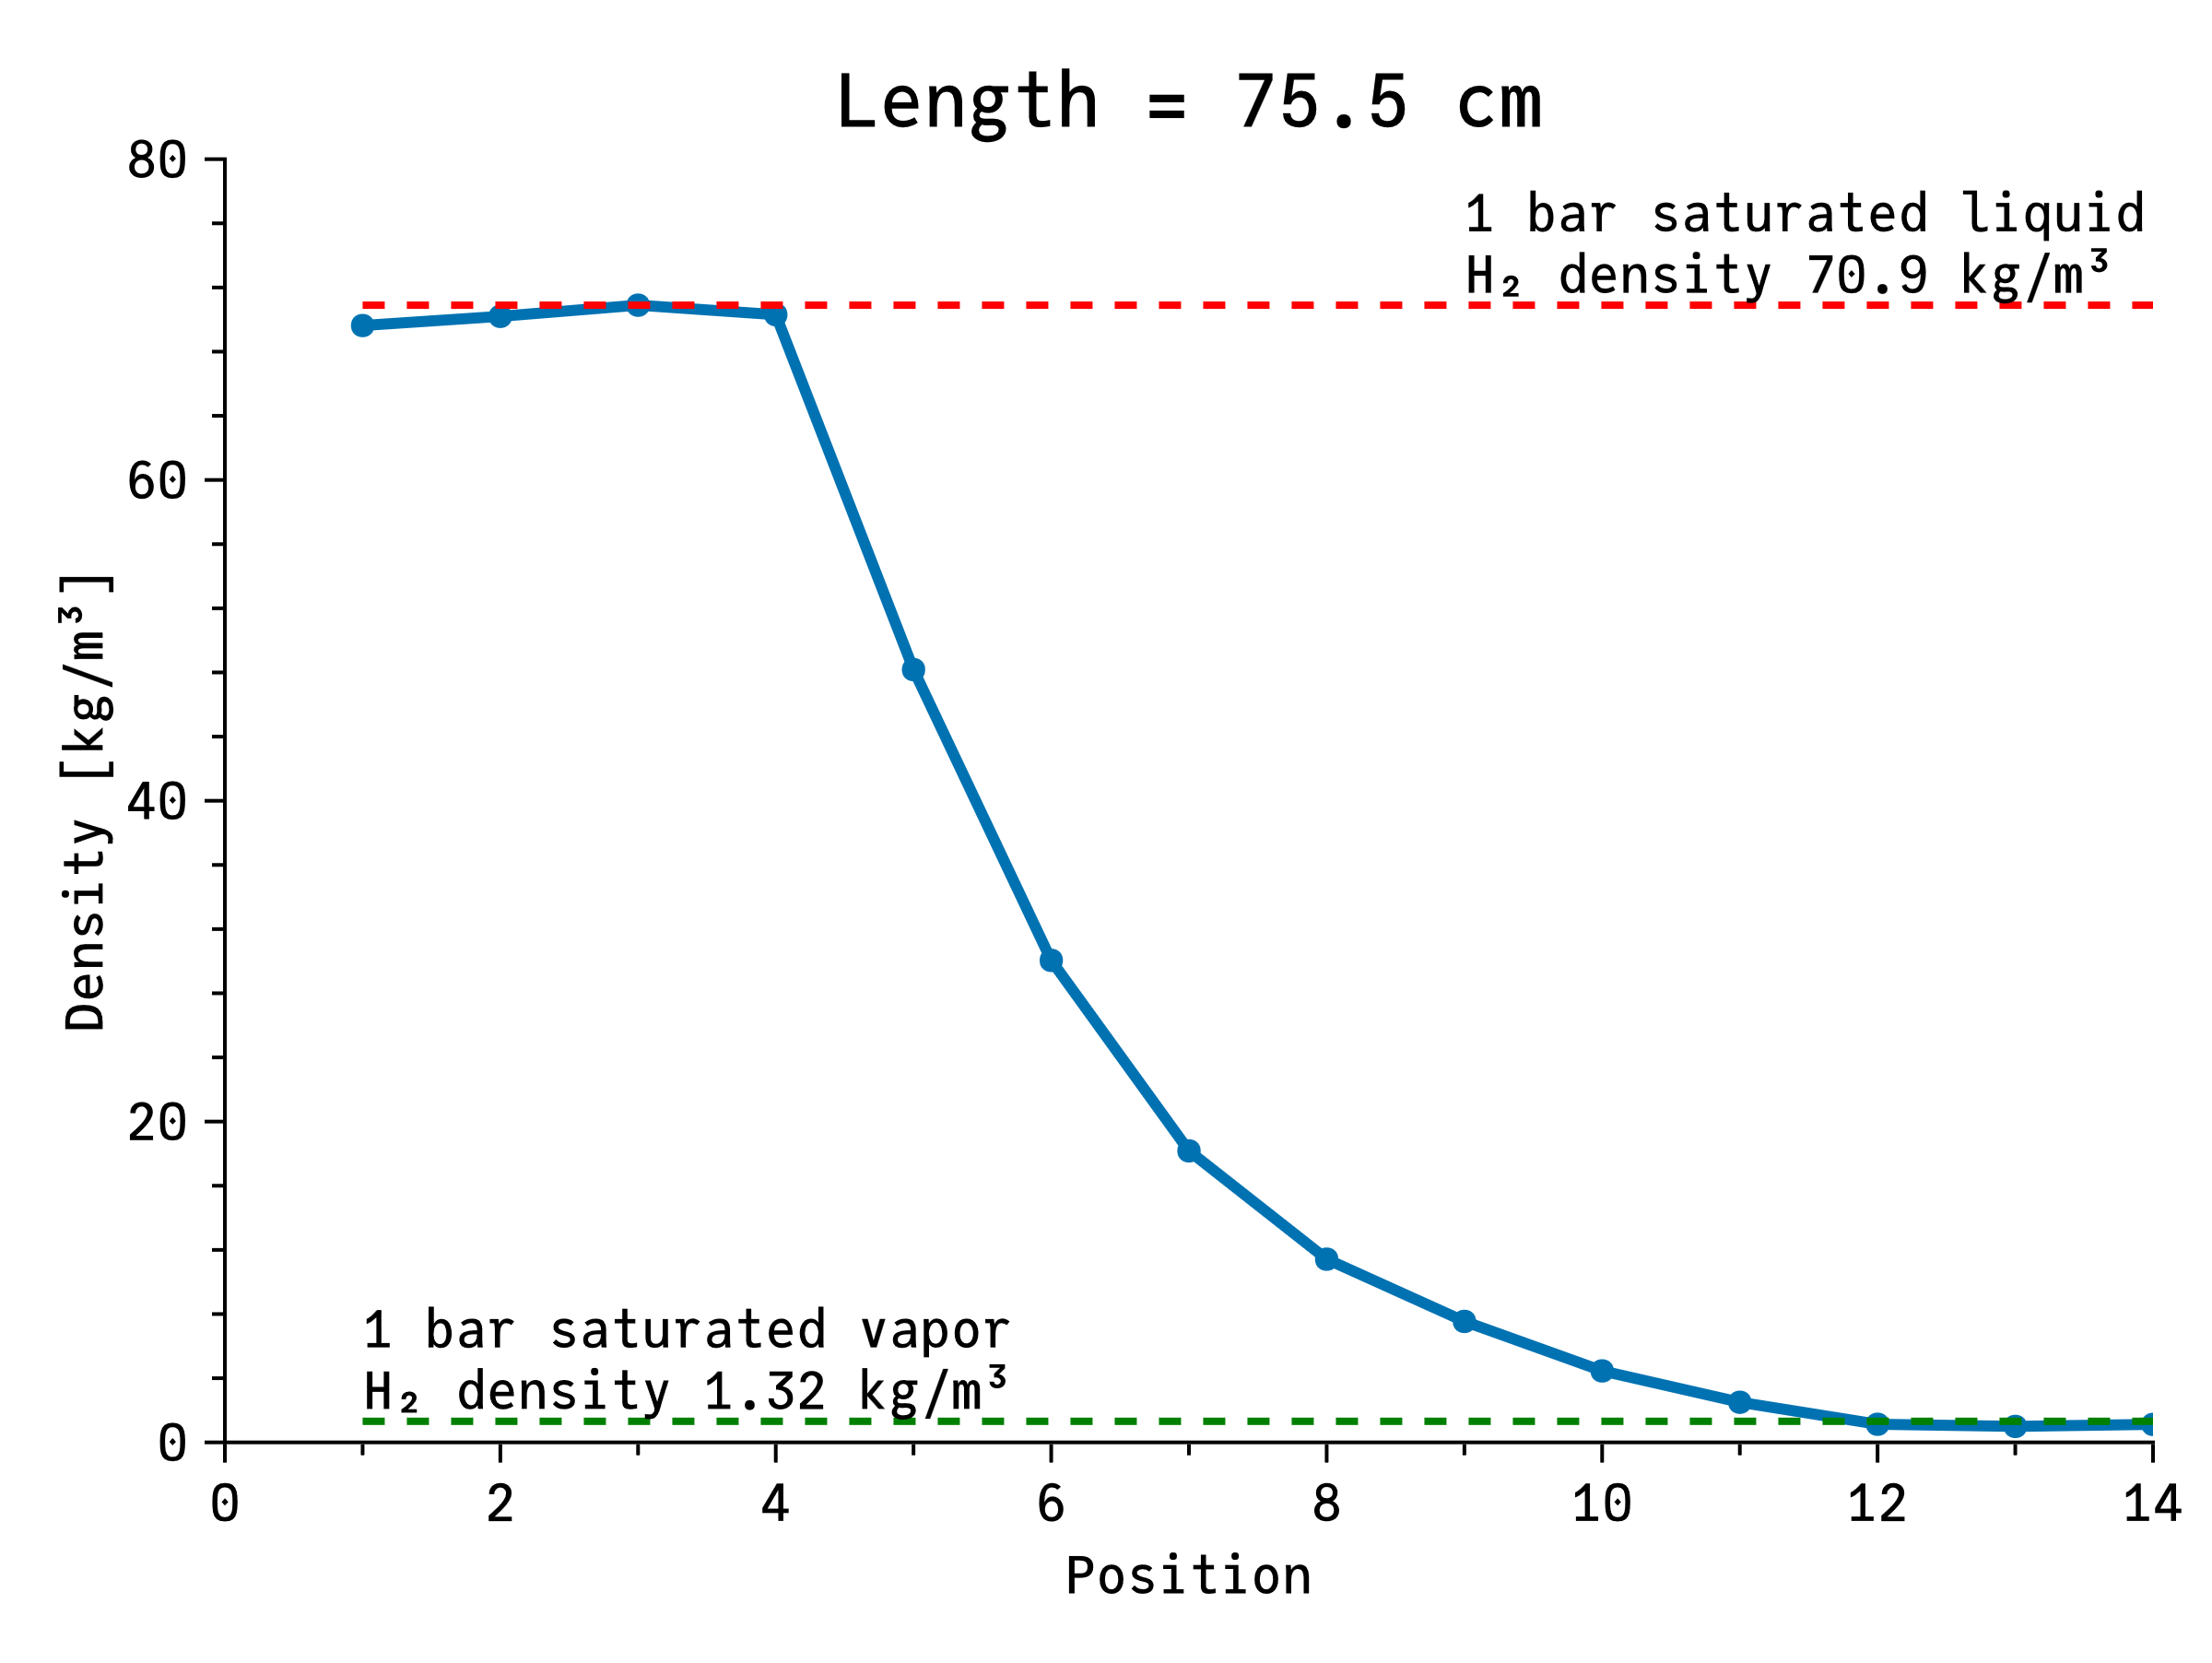 Length = 75.5 cm
1 bar saturated liquid
H₂ density 70.9 kg/m³
80
60
40
20
0
Density [kg/m³]
1 bar saturated vapor
H₂ density 1.32 kg/m³
0 2 4 6 8 10 12 14
Position